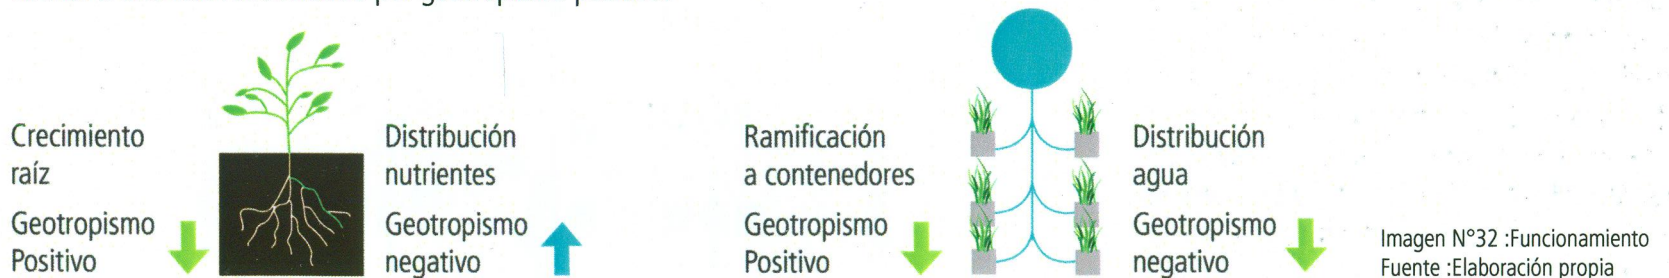 Crecimiento
raíz
Geotropismo
Positivo
Distribución
nutrientes
Geotropismo
negativo
Ramificación
a contenedores
Geotropismo
Positivo
Distribución
agua
Geotropismo
negativo
Imagen N°32 :Funcionamiento
Fuente :Elaboración propia